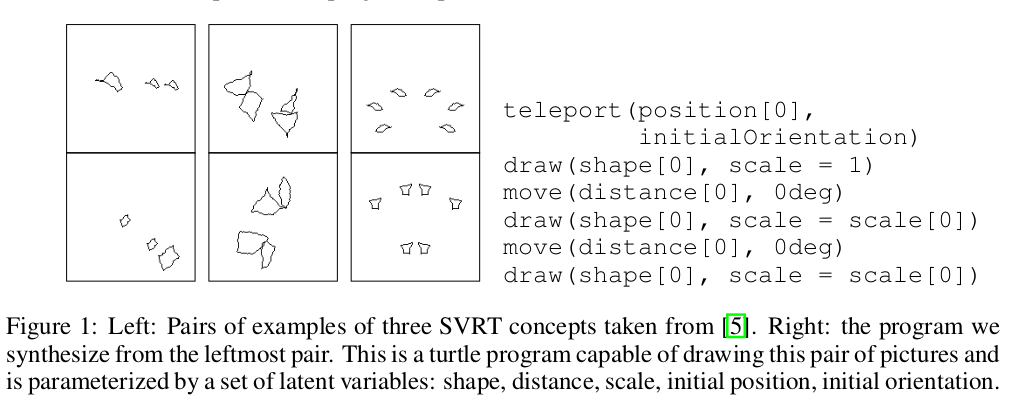 teleport(position[0],
initialOrientation)
draw(shape[0], scale = 1)
move(distance[0], 0deg)
draw(shape[0], scale = scale[0])
move(distance[0], 0deg)
draw(shape[0], scale = scale[0])
Figure 1: Left: Pairs of examples of three SVRT concepts taken from [5]. Right: the program we
synthesize from the leftmost pair. This is a turtle program capable of drawing this pair of pictures and
is parameterized by a set of latent variables: shape, distance, scale, initial position, initial orientation.